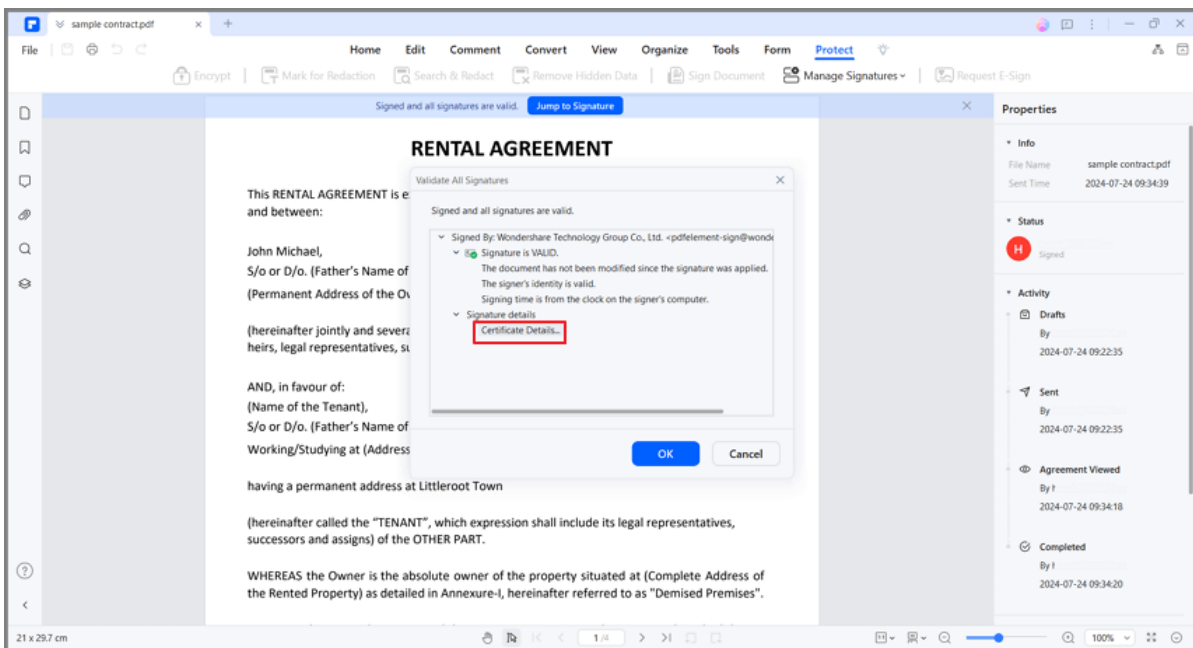 sample contract.pdf
File
Home Edit Comment Convert View Organize Tools Form Protect
Encrypt Mark for Redaction Search & Redact Remove Hidden Data Sign Document Manage Signatures Request E-Sign
Signed and all signatures are valid. Jump to Signature
RENTAL AGREEMENT
This RENTAL AGREEMENT is
and between:
John Michael,
S/o or D/o. (Father's Name of
(Permanent Address of the
(hereinafter jointly and
heirs, legal representatives,
AND, in favour of:
(Name of the Tenant),
S/o or D/o. (Father's Name of
Working/Studying at (Address
having a permanent address at Littleroot Town
(hereinafter called the "TENANT", which expression shall include its legal representatives,
successors and assigns) of the OTHER PART.
WHEREAS the Owner is the absolute owner of the property situated at (Complete Address of
the Rented Property) as detailed in Annexure-I, hereinafter referred to as "Demised Premises".
Validate All Signatures
Signed and all signatures are valid.
Signed By: Wondershare Technology Group Co., Ltd. <pdfelement-sign@wonde
Signature is VALID.
The document has not been modified since the signature was applied.
The signer's identity is valid.
Signing time is from the clock on the signer's computer.
Signature details
Certificate Details...
OK Cancel
Properties
Info
File Name sample contract.pdf
Sent Time 2024-07-24 09:34:39
Status
H
Signed
Activity
Drafts
By
2024-07-24 09:22:35
Sent
By
2024-07-24 09:22:35
Agreement Viewed
By
2024-07-24 09:34:18
Completed
By
2024-07-24 09:34:20
21 x 29.7 cm
1 /4
100%